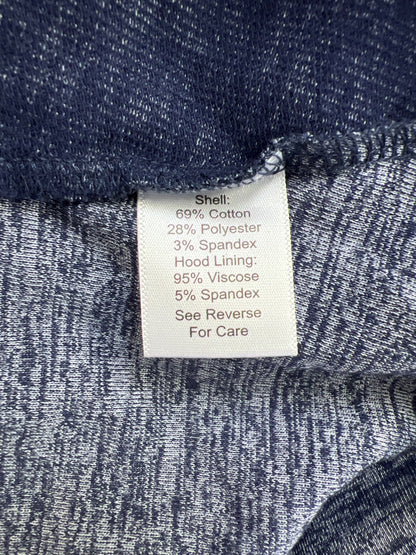 Shell:
69% Cotton
28% Polyester
3% Spandex
Hood Lining:
95% Viscose
5% Spandex
See Reverse
For Care